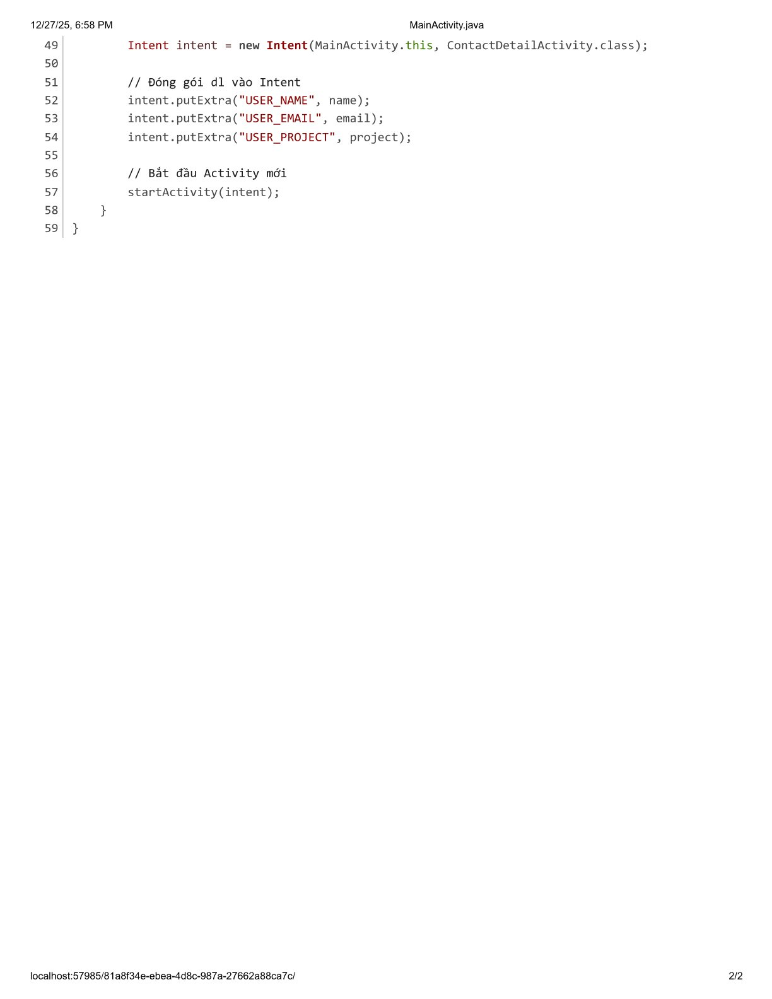 12/27/25, 6:58 PM MainActivity.java
49 Intent intent = new Intent(MainActivity.this, ContactDetailActivity.class);
50
51 // Đóng gói dl vào Intent
52 intent.putExtra("USER_NAME", name);
53 intent.putExtra("USER_EMAIL", email);
54 intent.putExtra("USER_PROJECT", project);
55
56 // Bắt đầu Activity mới
57 startActivity(intent);
58 }
59 }
localhost:57985/81a8f34e-ebea-4d8c-987a-27662a88ca7c/ 2/2